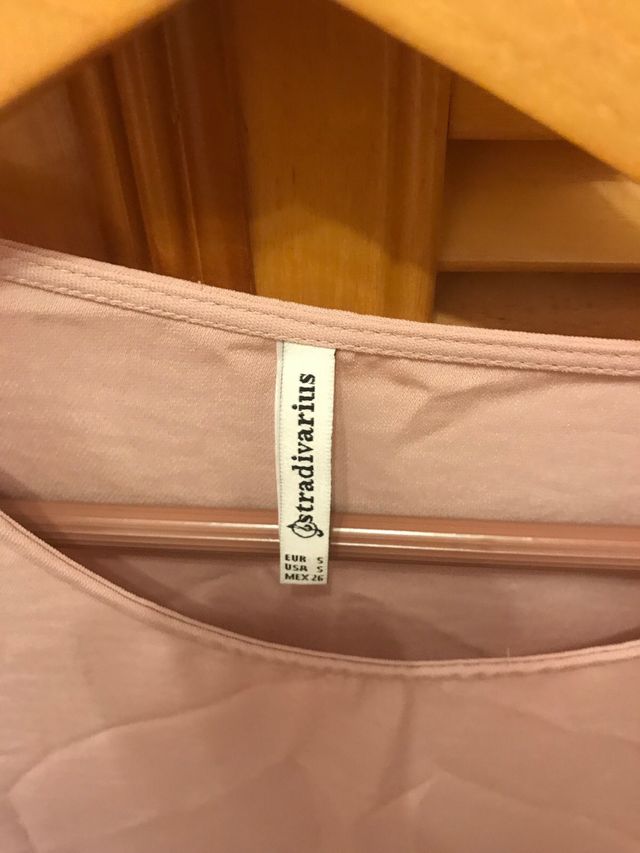 stradivarius
EUR S
USA S
MEX 26